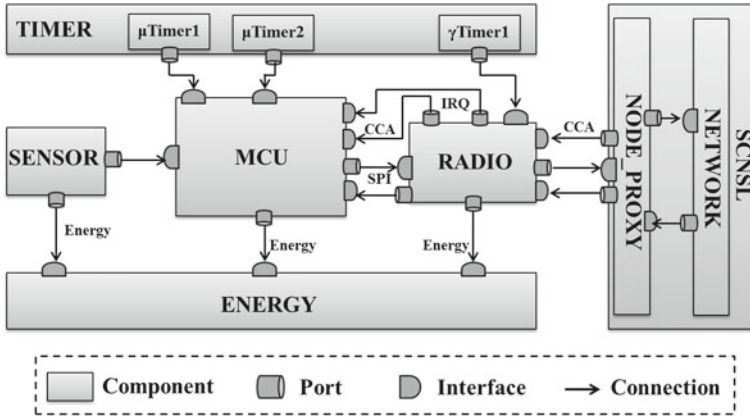 TIMER
μTimer1
μTimer2
γTimer1
IRQ
CCA
CCA
SENSOR
MCU
RADIO
SPI
NODE_PROXY
NETWORK
SCNSL
Energy
Energy
Energy
ENERGY
Component
Port
Interface
Connection